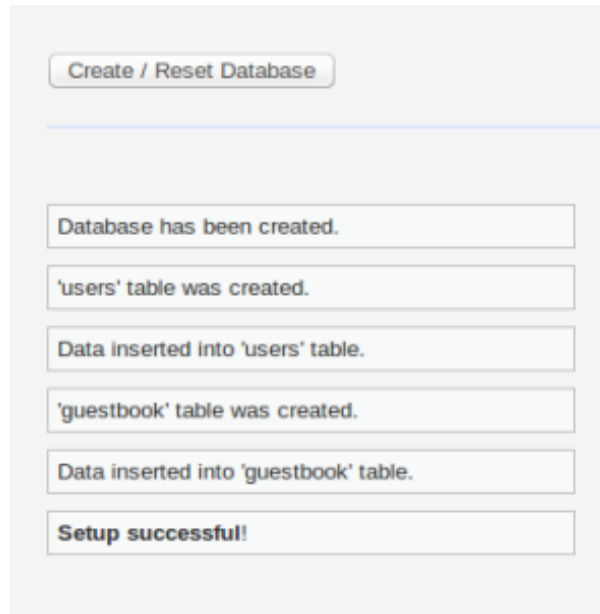 Create / Reset Database
Database has been created.
'users' table was created.
Data inserted into 'users' table.
'guestbook' table was created.
Data inserted into 'guestbook' table.
Setup successful!